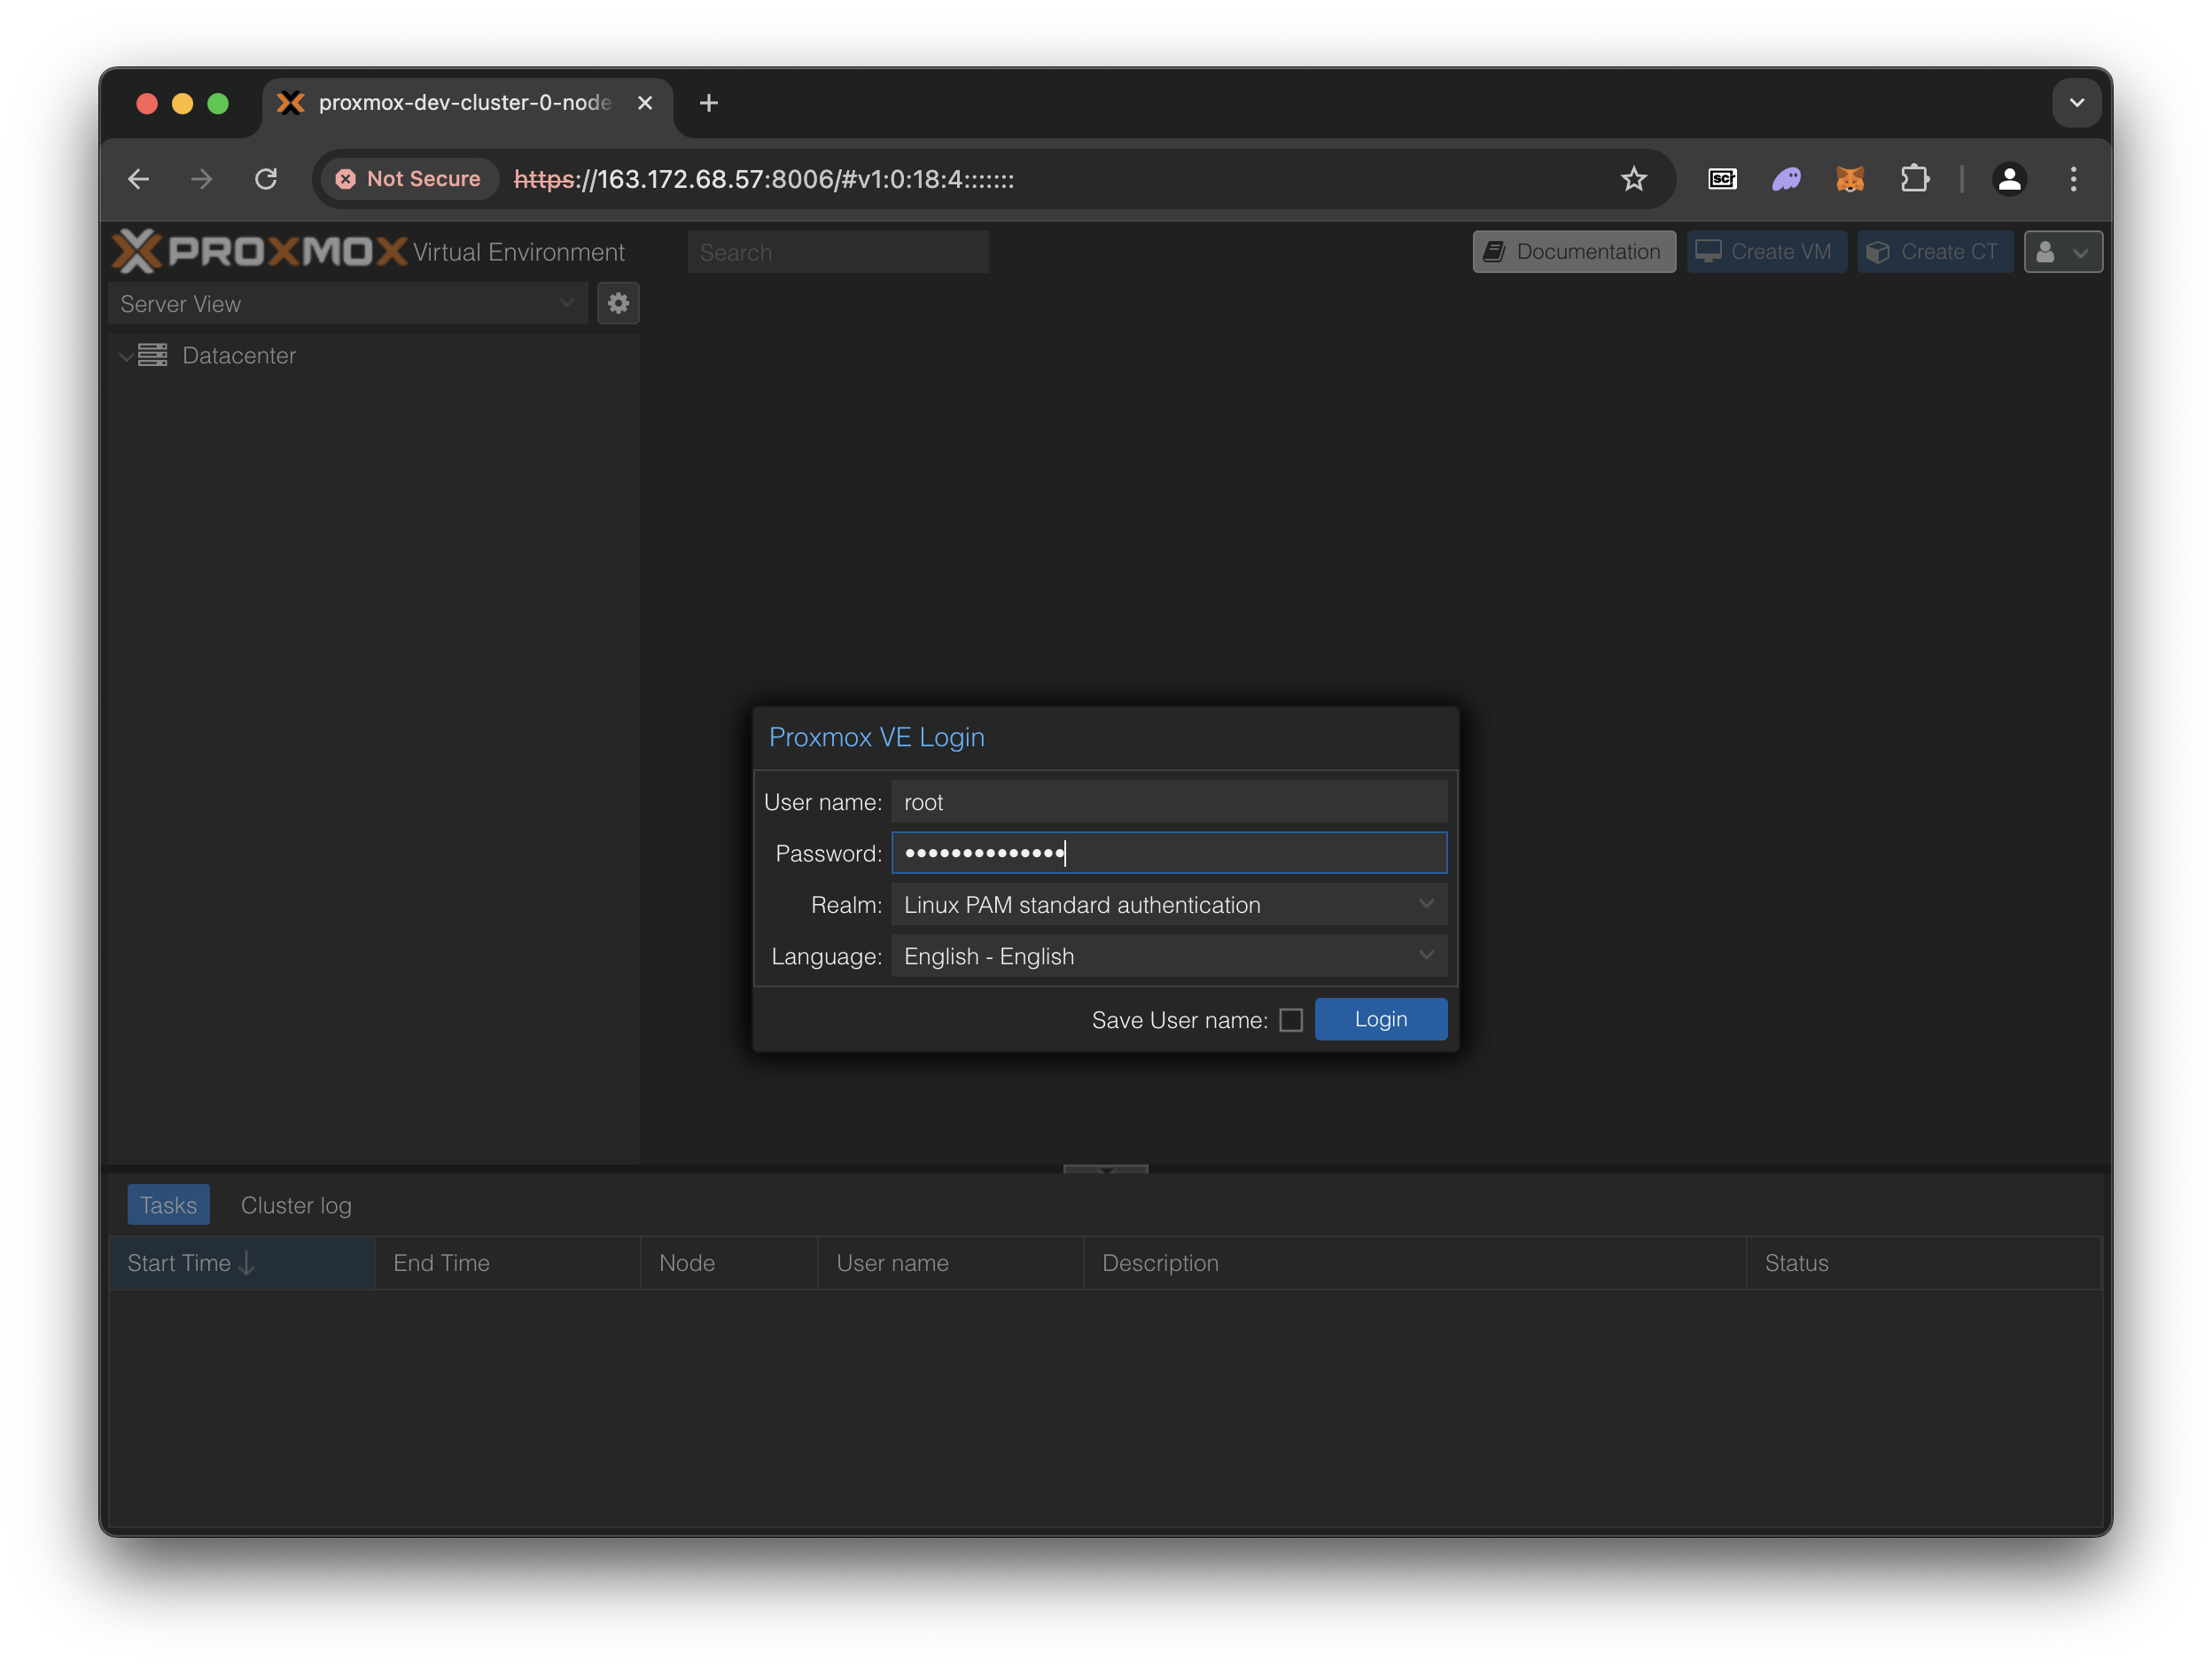 proxmox-dev-cluster-0-node
Not Secure https://163.172.68.57:8006/#v1:0:18:4:::::::
PROXMOX Virtual Environment Search Documentation Create VM Create CT
Server View
Datacenter
Proxmox VE Login
User name: root
Password: ••••••••••••••
Realm: Linux PAM standard authentication
Language: English - English
Save User name: Login
Tasks Cluster log
Start Time End Time Node User name Description Status